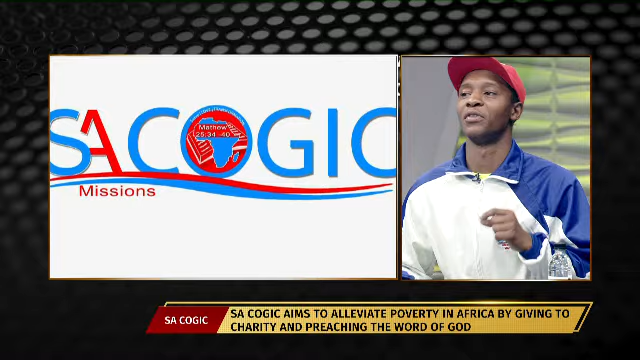 SACOGIC
Mathew
25:34 -40
Missions
SA COGIC
SA COGIC AIMS TO ALLEVIATE POVERTY IN AFRICA BY GIVING TO
CHARITY AND PREACHING THE WORD OF GOD